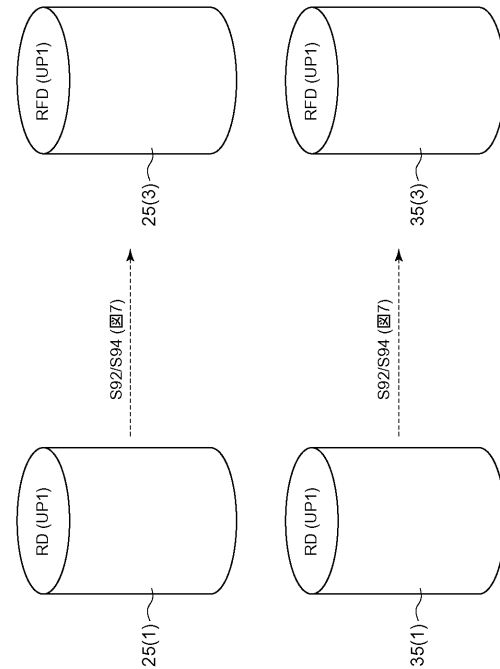 RD (UP1)
RFD (UP1)
S92/S94 (図7)
25(1)
25(3)
RD (UP1)
RFD (UP1)
S92/S94 (図7)
35(1)
35(3)